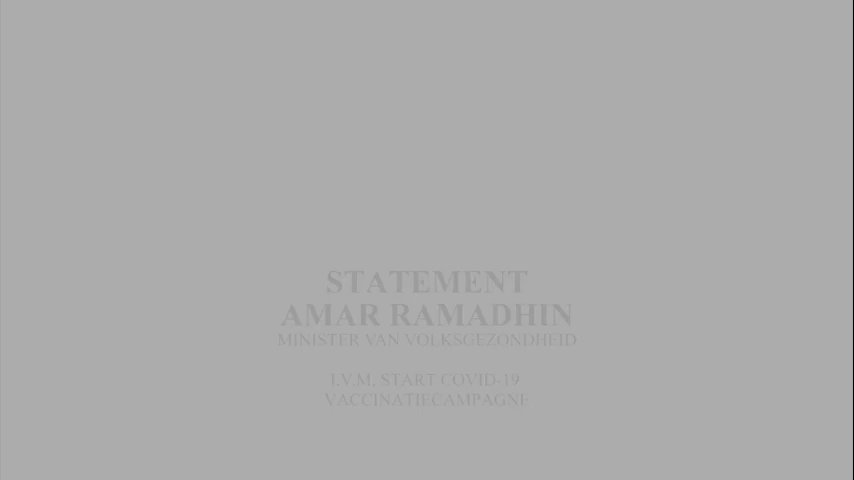 STATEMENT
AMAR RAMADHIN
MINISTER VAN VOLKSGEZONDHEID
I.V.M. START COVID-19
VACCINATIECAMPAGNE